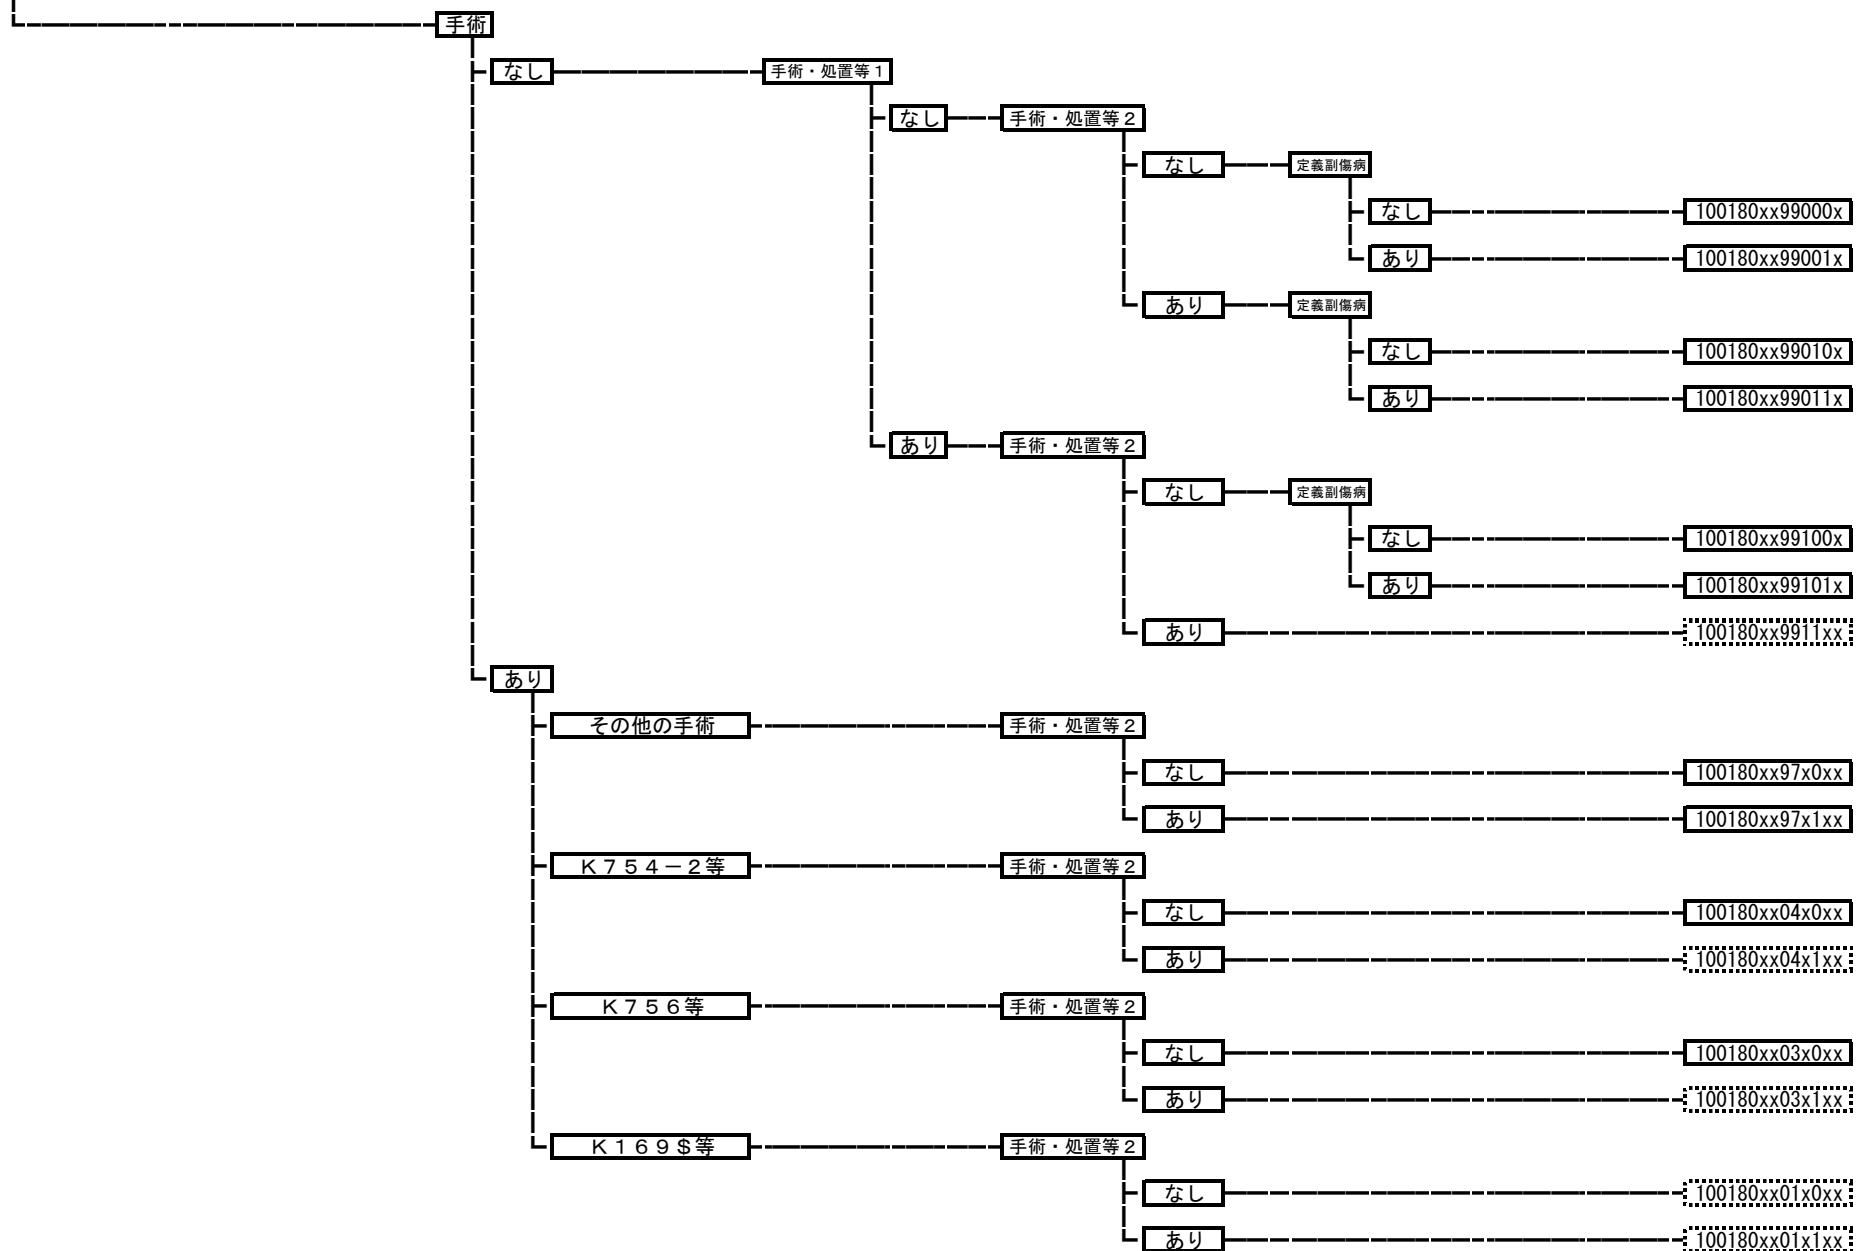 手術
なし 手術・処置等１
なし 手術・処置等２
なし 定義副傷病
なし 100180xx99000x
あり 100180xx99001x
あり 定義副傷病
なし 100180xx99010x
あり 100180xx99011x
あり 手術・処置等２
なし 定義副傷病
なし 100180xx99100x
あり 100180xx99101x
あり 100180xx9911xx
あり
その他の手術 手術・処置等２
なし 100180xx97x0xx
あり 100180xx97x1xx
Ｋ７５４－２等 手術・処置等２
なし 100180xx04x0xx
あり 100180xx04x1xx
Ｋ７５６等 手術・処置等２
なし 100180xx03x0xx
あり 100180xx03x1xx
Ｋ１６９＄等 手術・処置等２
なし 100180xx01x0xx
あり 100180xx01x1xx